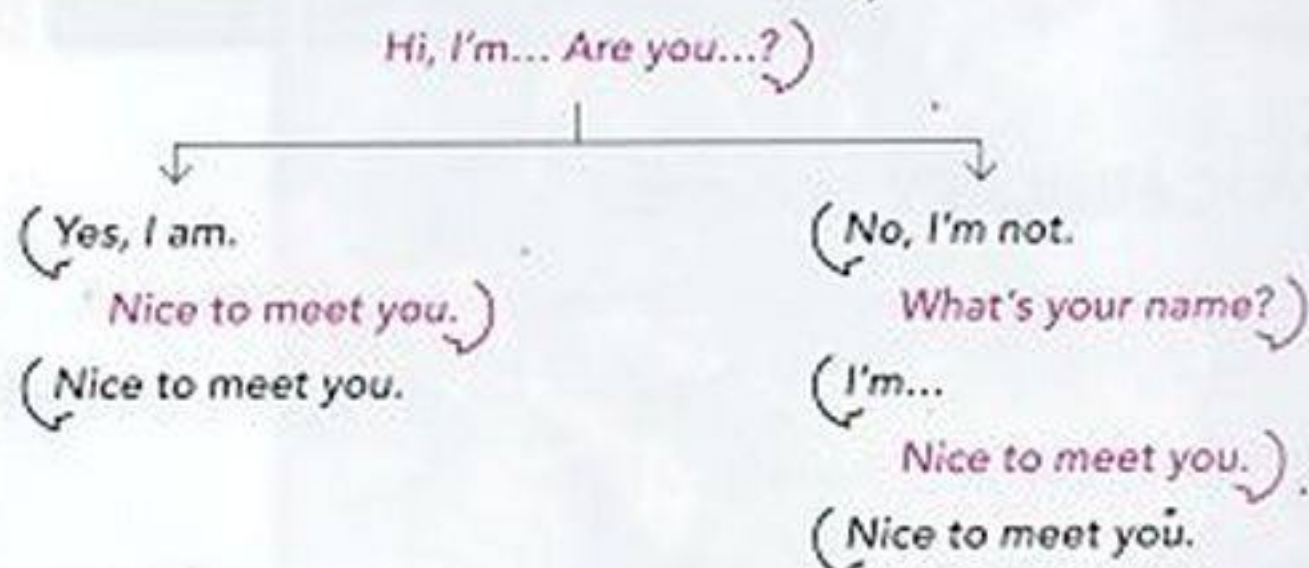 Hi, I'm... Are you...?
Yes, I am.
Nice to meet you.
Nice to meet you.
No, I'm not.
What's your name?
I'm...
Nice to meet you.
Nice to meet you.